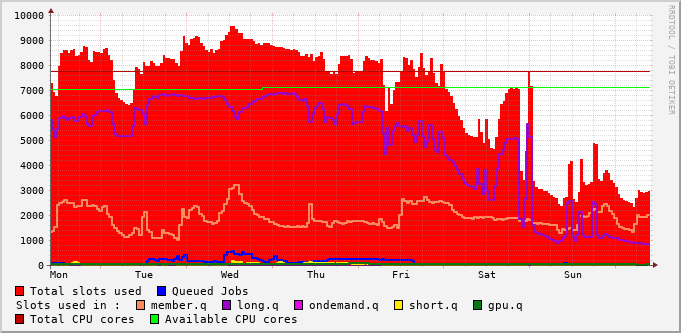 10000
9000
8000
7000
6000
5000
4000
3000
2000
1000
0
Mon Tue Wed Thu Fri Sat Sun
RRDTOOL / TOBI OETIKER
Total slots used Queued Jobs
Slots used in : member.q long.q ondemand.q short.q gpu.q
Total CPU cores Available CPU cores